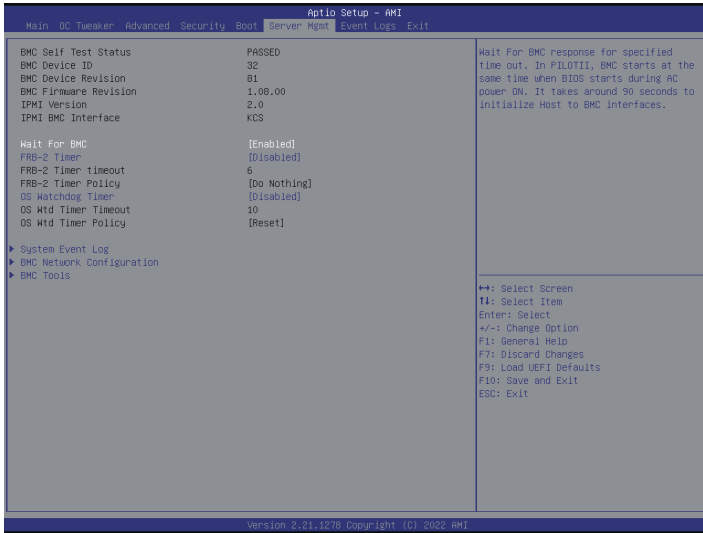 Aptio Setup - AMI
Main OC Tweaker Advanced Security Boot Server Mgmt Event Logs Exit
BMC Self Test Status PASSED
BMC Device ID 32
BMC Device Revision 81
BMC Firmware Revision 1.08.00
IPMI Version 2.0
IPMI BMC Interface KCS
Wait For BMC [Enabled]
FRB-2 Timer [Disabled]
FRB-2 Timer timeout 6
FRB-2 Timer Policy [Do Nothing]
OS Watchdog Timer [Disabled]
OS Wtd Timer Timeout 10
OS Wtd Timer Policy [Reset]
System Event Log
BMC Network Configuration
BMC Tools
Wait For BMC response for specified
time out. In PILOTII, BMC starts at the
same time when BIOS starts during AC
power ON. It takes around 90 seconds to
initialize Host to BMC interfaces.
↔: Select Screen
↑↓: Select Item
Enter: Select
+/-: Change Option
F1: General Help
F7: Discard Changes
F9: Load UEFI Defaults
F10: Save and Exit
ESC: Exit
Version 2.21.1278 Copyright (C) 2022 AMI